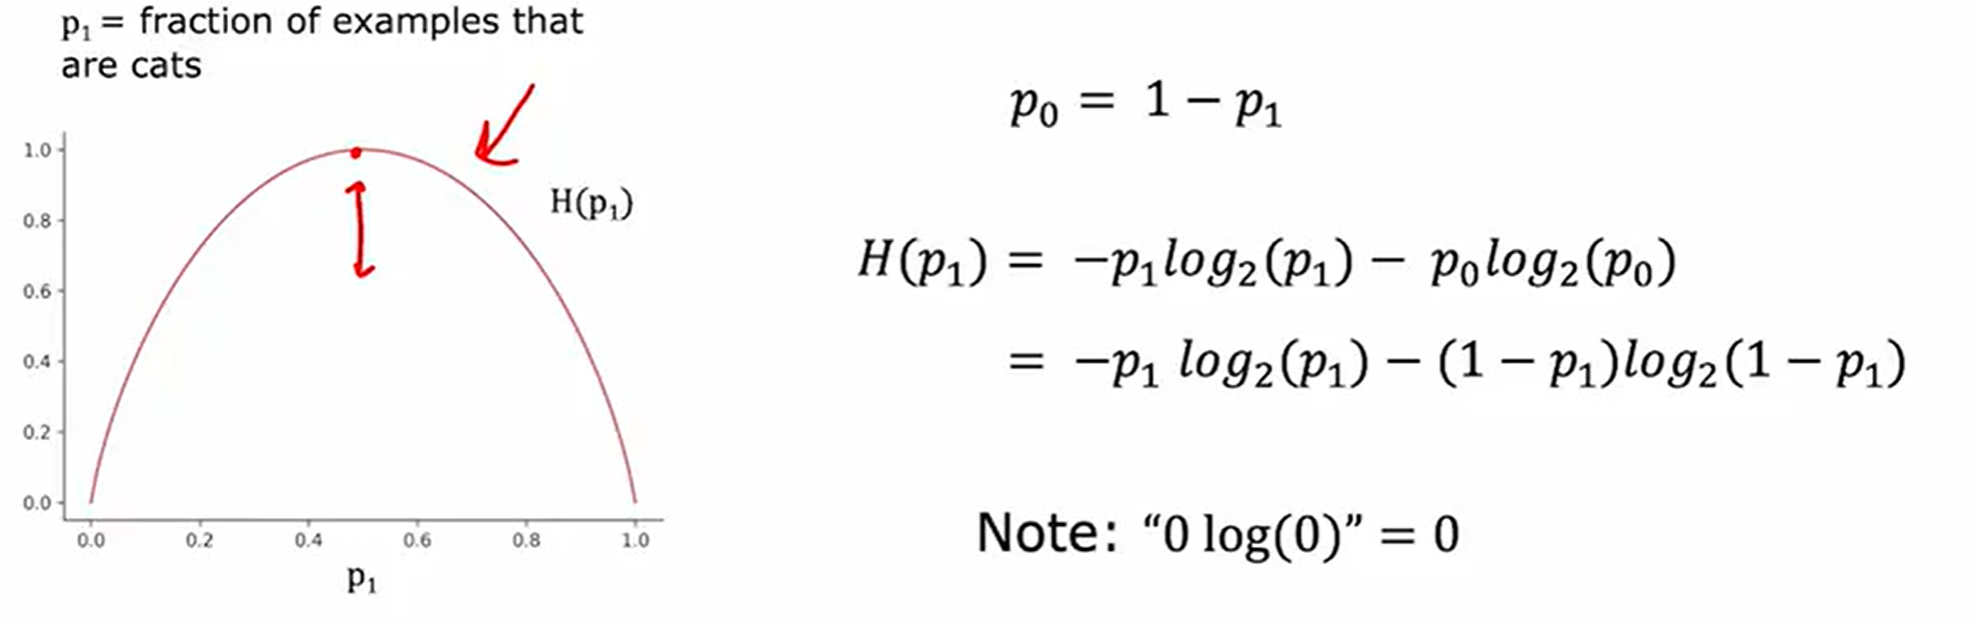 p₁ = fraction of examples that
are cats
1.0
0.8
0.6
0.4
0.2
0.0
0.0 0.2 0.4 0.6 0.8 1.0
p₁
H(p₁)
p₀ = 1 − p₁
H(p₁) = −p₁log₂(p₁) − p₀log₂(p₀)
= −p₁ log₂(p₁) − (1 − p₁)log₂(1 − p₁)
Note: “0 log(0)” = 0